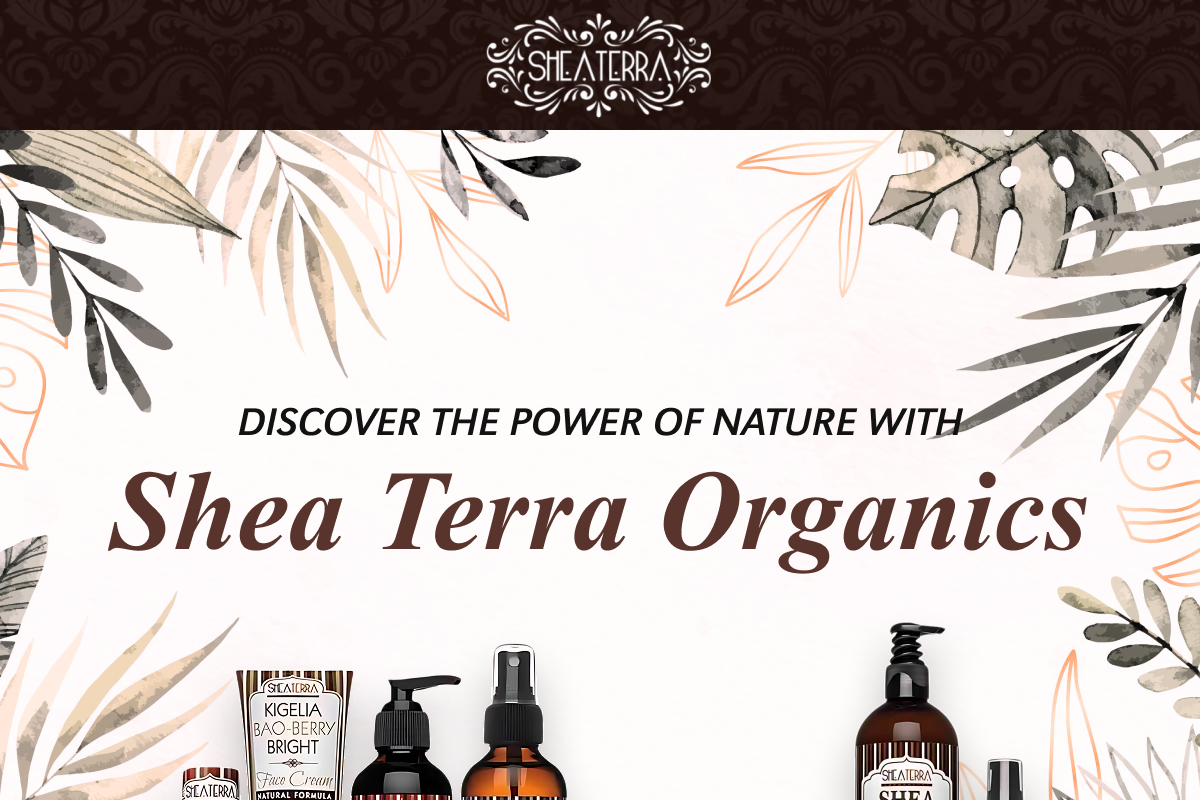 SHEATERRA
DISCOVER THE POWER OF NATURE WITH
Shea Terra Organics
SHEATERRA
KIGELIA
BAO-BERRY
BRIGHT
Face Cream
NATURAL FORMULA
SHEATERRA
SHEATERRA
SHEA